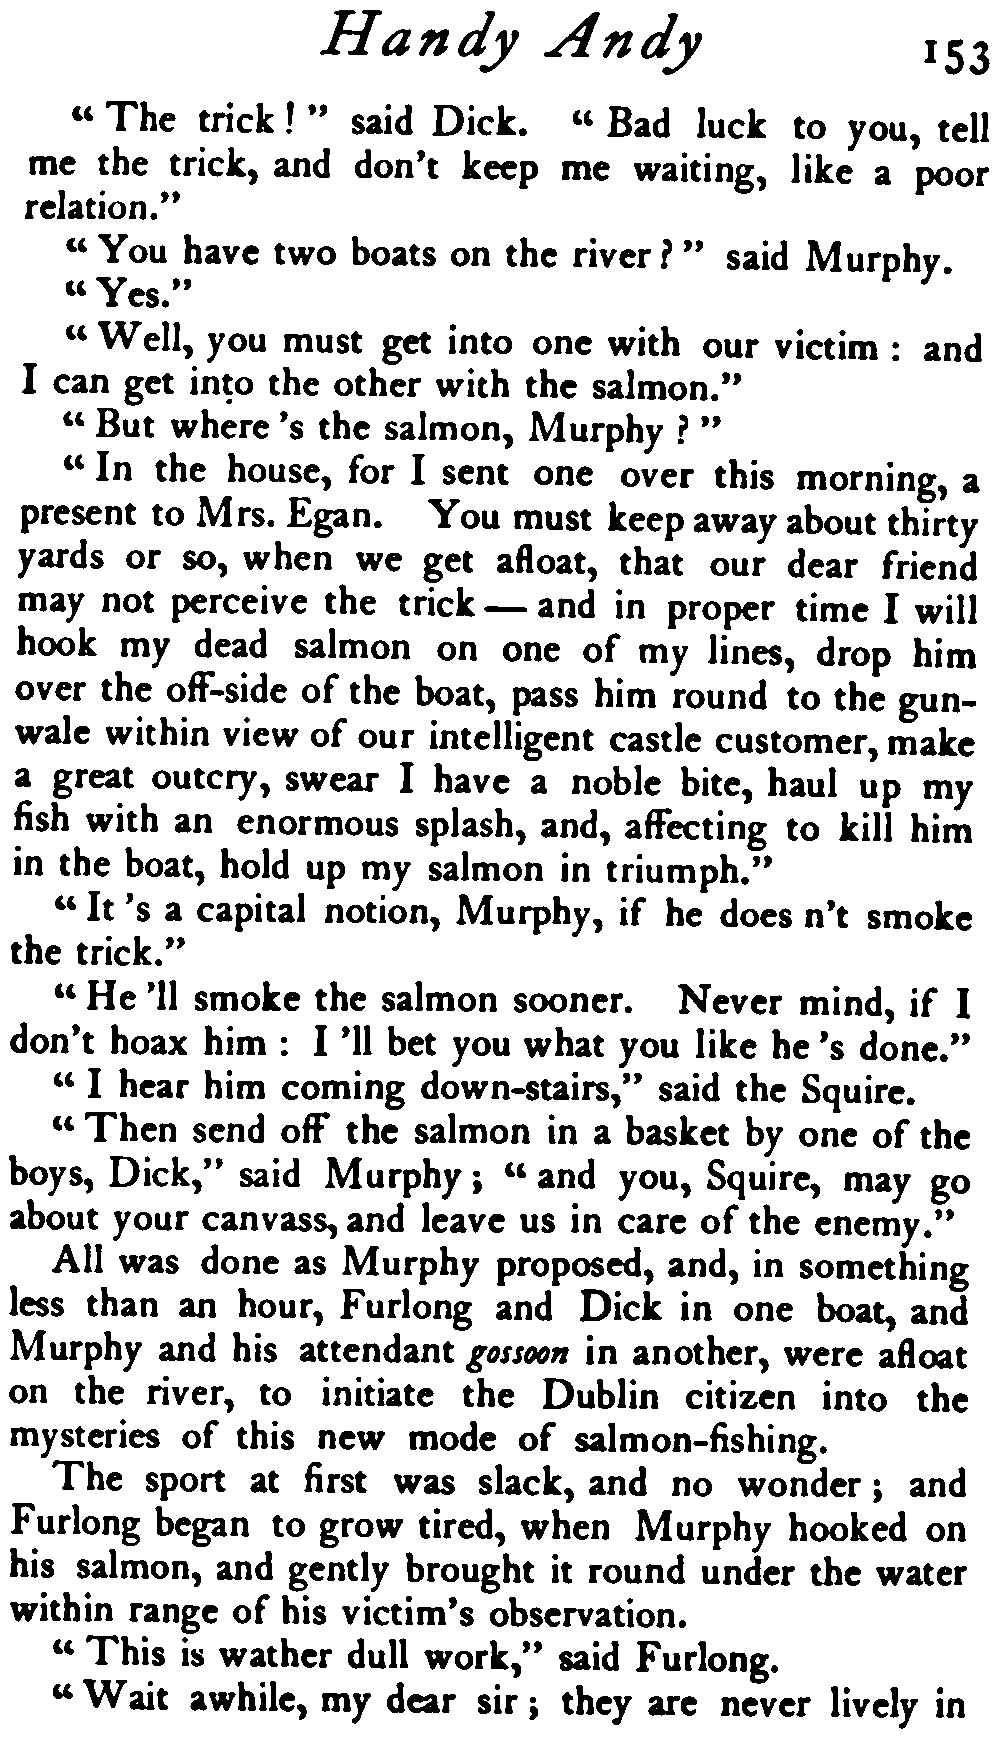 Handy Andy 153
“ The trick ! ” said Dick. “ Bad luck to you, tell
me the trick, and don't keep me waiting, like a poor
relation.”
“ You have two boats on the river ? ” said Murphy.
“ Yes.”
“ Well, you must get into one with our victim : and
I can get into the other with the salmon.”
“ But where 's the salmon, Murphy ? ”
“ In the house, for I sent one over this morning, a
present to Mrs. Egan. You must keep away about thirty
yards or so, when we get afloat, that our dear friend
may not perceive the trick — and in proper time I will
hook my dead salmon on one of my lines, drop him
over the off-side of the boat, pass him round to the gun-
wale within view of our intelligent castle customer, make
a great outcry, swear I have a noble bite, haul up my
fish with an enormous splash, and, affecting to kill him
in the boat, hold up my salmon in triumph.”
“ It 's a capital notion, Murphy, if he does n't smoke
the trick.”
“ He 'll smoke the salmon sooner. Never mind, if I
don't hoax him : I 'll bet you what you like he 's done.”
“ I hear him coming down-stairs,” said the Squire.
“ Then send off the salmon in a basket by one of the
boys, Dick,” said Murphy ; “ and you, Squire, may go
about your canvass, and leave us in care of the enemy.”
All was done as Murphy proposed, and, in something
less than an hour, Furlong and Dick in one boat, and
Murphy and his attendant gossoon in another, were afloat
on the river, to initiate the Dublin citizen into the
mysteries of this new mode of salmon-fishing.
The sport at first was slack, and no wonder ; and
Furlong began to grow tired, when Murphy hooked on
his salmon, and gently brought it round under the water
within range of his victim's observation.
“ This is wather dull work,” said Furlong.
“ Wait awhile, my dear sir ; they are never lively in